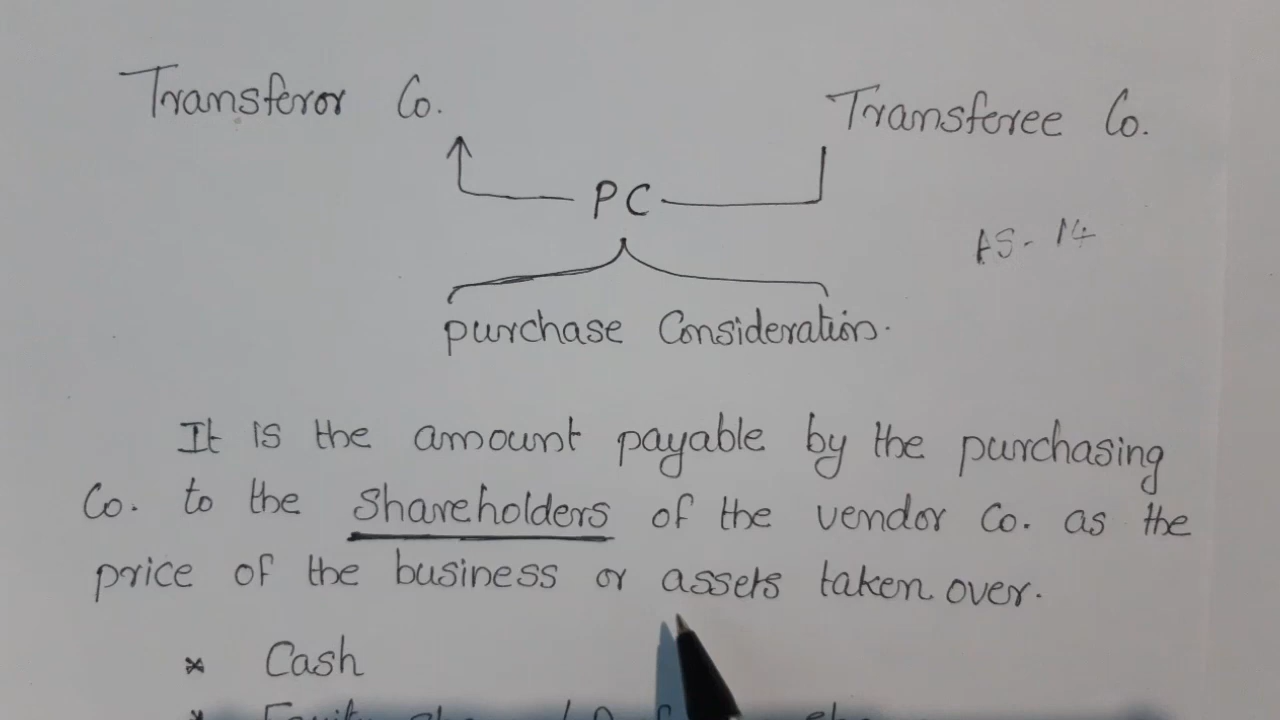 Transferor Co.
Transferee Co.
PC
AS-14
purchase Consideration.
It is the amount payable by the purchasing
Co. to the shareholders of the vendor Co. as the
price of the business or assets taken over.
* Cash
* Equity